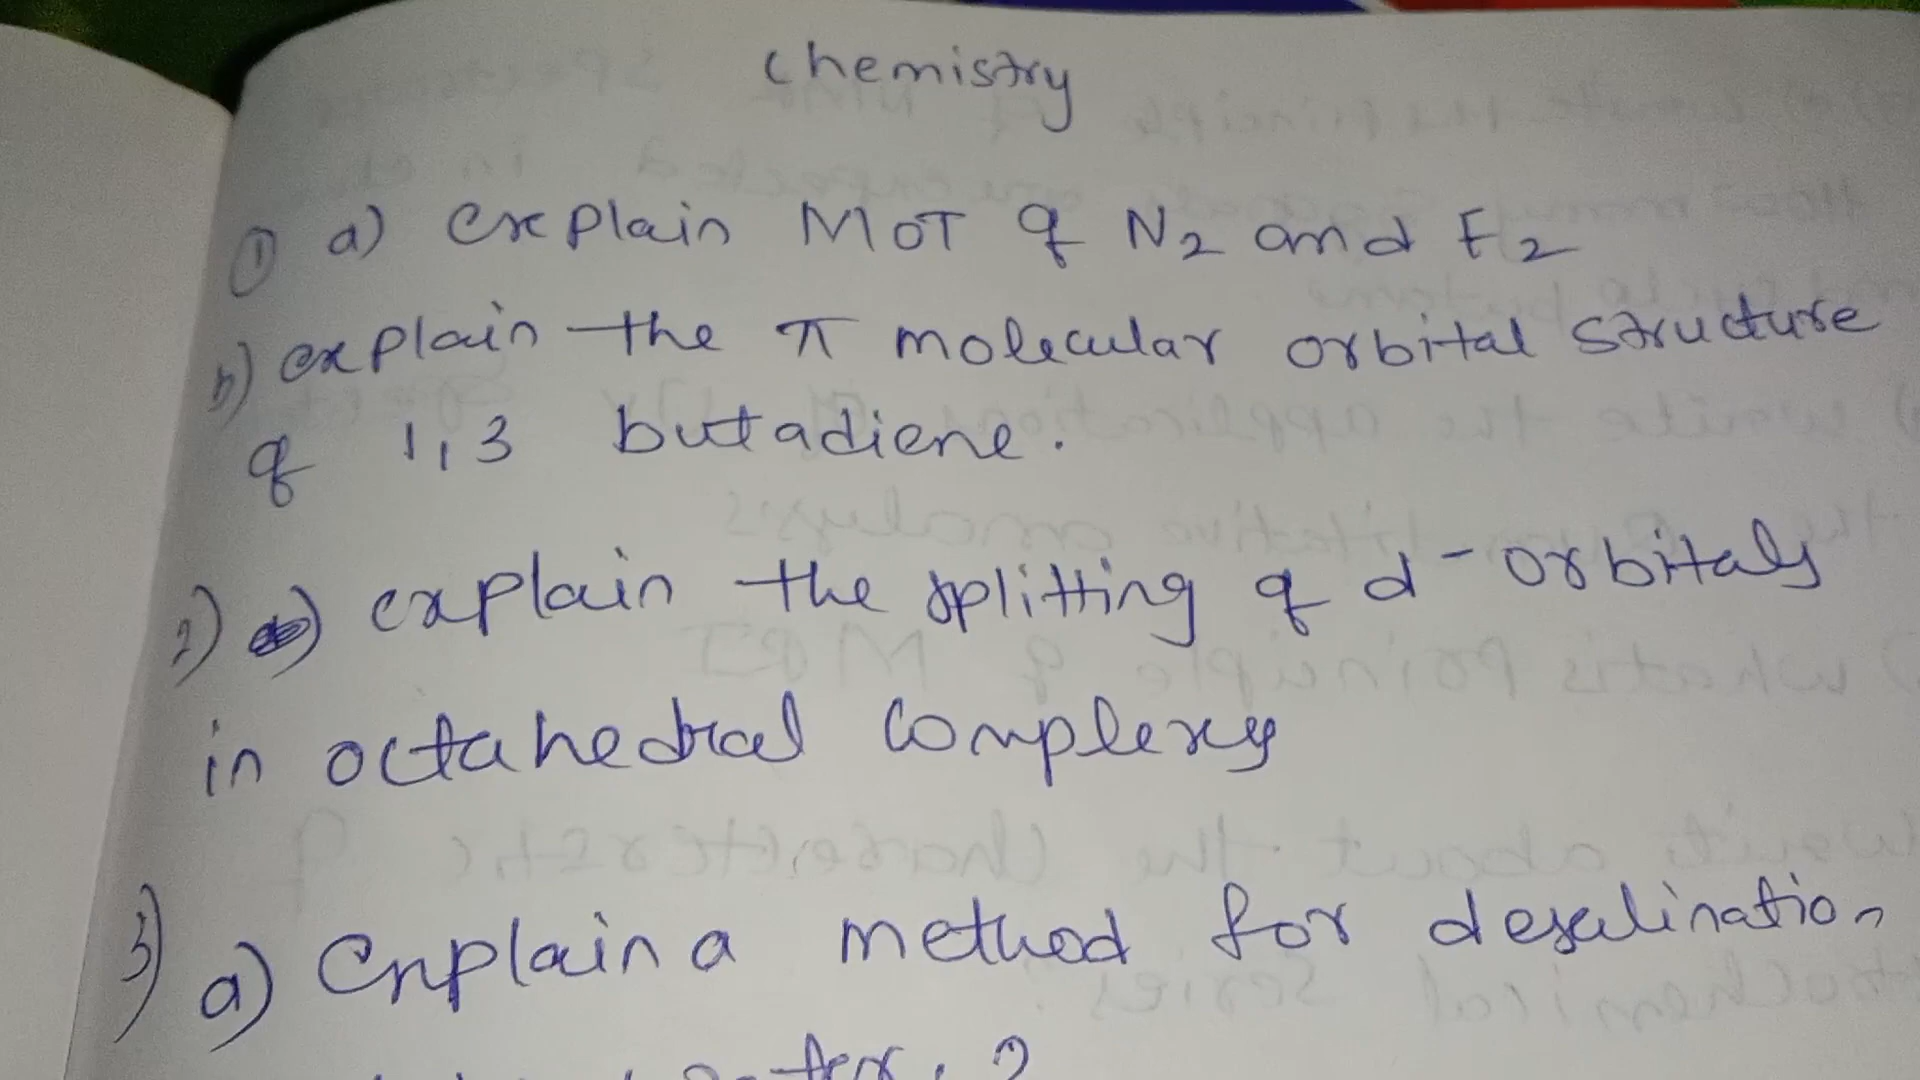 chemistry
① a) explain MOT of N2 and F2
b) explain the π molecular orbital structure
of 1,3 butadiene.
2) explain the splitting of d-orbitals
in octahedral complexes
3) a) Explain a method for desalination
water. ?